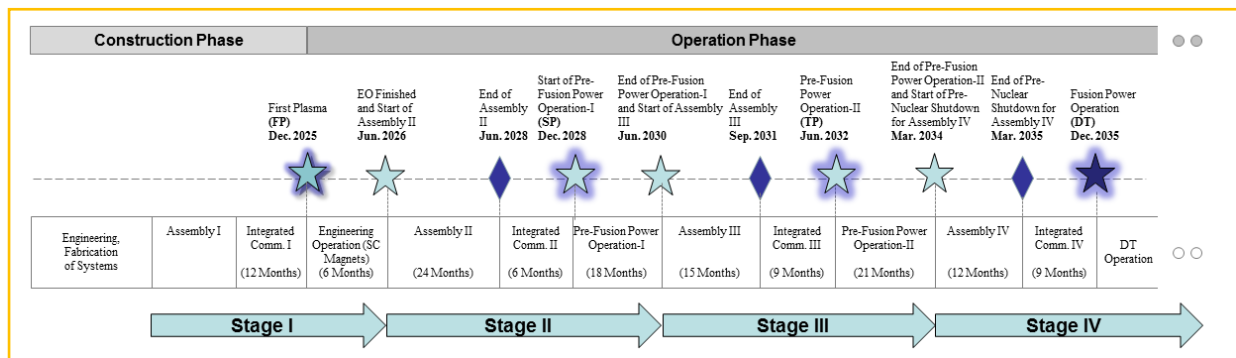 Construction Phase
Operation Phase
First Plasma
(FP)
Dec. 2025
EO Finished
and Start of
Assembly II
Jun. 2026
End of
Assembly
II
Jun. 2028
Start of Pre-
Fusion Power
Operation-I
(SP)
Dec. 2028
End of Pre-Fusion
Power Operation-I
and Start of Assembly
III
Jun. 2030
End of
Assembly
III
Sep. 2031
Pre-Fusion
Power
Operation-II
(TP)
Jun. 2032
End of Pre-Fusion
Power Operation-II
and Start of Pre-
Nuclear Shutdown
for Assembly IV
Mar. 2034
End of Pre-
Nuclear
Shutdown for
Assembly IV
Mar. 2035
Fusion Power
Operation
(DT)
Dec. 2035
Engineering,
Fabrication
of Systems
Assembly I
Integrated
Comm. I
(12 Months)
Engineering
Operation (SC
Magnets)
(6 Months)
Assembly II
(24 Months)
Integrated
Comm. II
(6 Months)
Pre-Fusion Power
Operation-I
(18 Months)
Assembly III
(15 Months)
Integrated
Comm. III
(9 Months)
Pre-Fusion Power
Operation-II
(21 Months)
Assembly IV
(12 Months)
Integrated
Comm. IV
(9 Months)
DT
Operation
Stage I
Stage II
Stage III
Stage IV